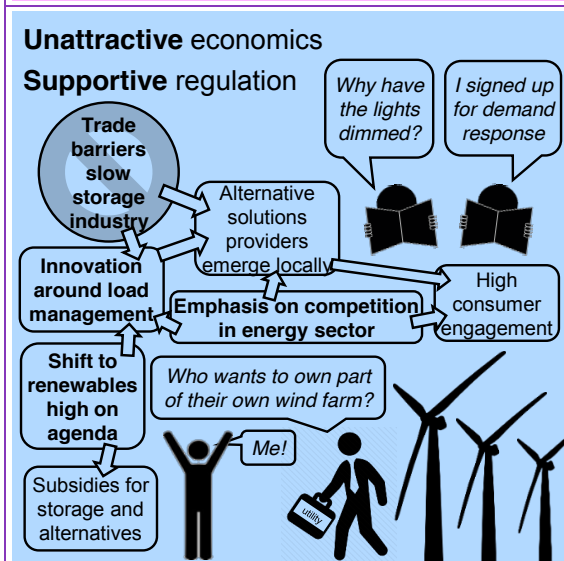 Unattractive economics
Supportive regulation
Why have
the lights
dimmed?
I signed up
for demand
response
Trade
barriers
slow
storage
industry
Alternative
solutions
providers
emerge locally
Innovation
around load
management
Emphasis on competition
in energy sector
High
consumer
engagement
Shift to
renewables
high on
agenda
Who wants to own part
of their own wind farm?
Me!
Subsidies for
storage and
alternatives
utility